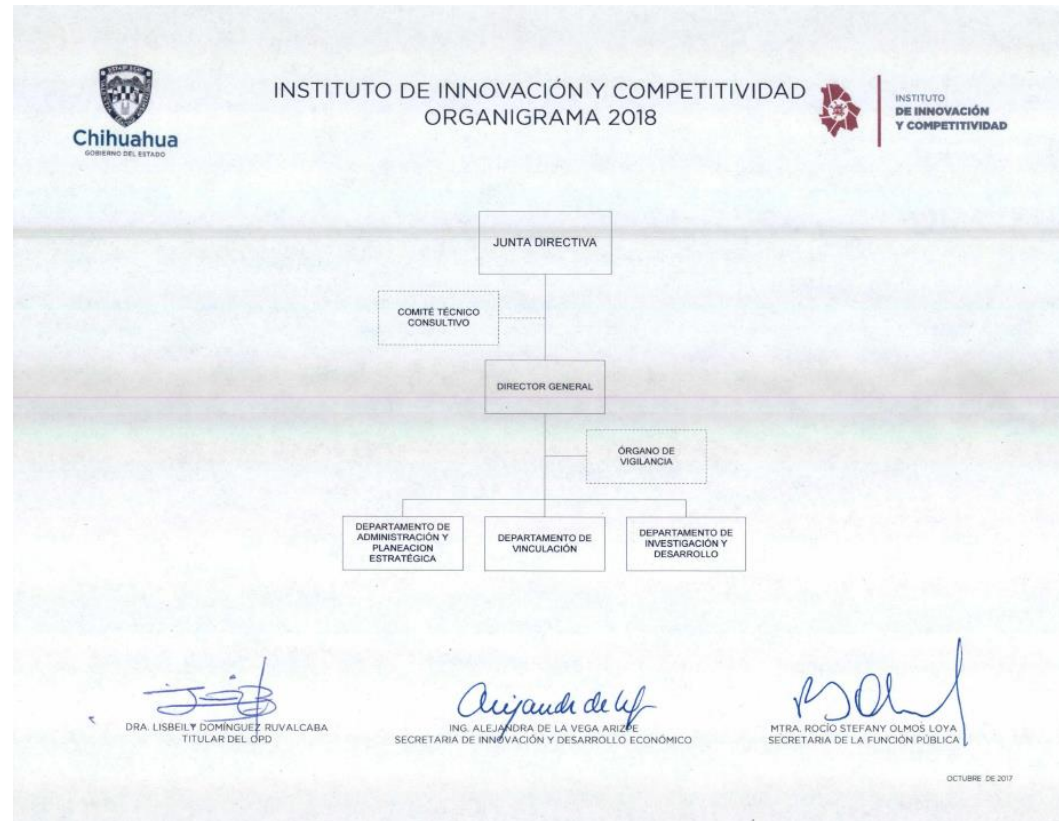 Chihuahua
GOBIERNO DEL ESTADO
INSTITUTO DE INNOVACIÓN Y COMPETITIVIDAD
ORGANIGRAMA 2018
INSTITUTO
DE INNOVACIÓN
Y COMPETITIVIDAD
JUNTA DIRECTIVA
COMITÉ TÉCNICO
CONSULTIVO
DIRECTOR GENERAL
ÓRGANO DE
VIGILANCIA
DEPARTAMENTO DE
ADMINISTRACIÓN Y
PLANEACION
ESTRATÉGICA
DEPARTAMENTO DE
VINCULACIÓN
DEPARTAMENTO DE
INVESTIGACIÓN Y
DESARROLLO
DRA. LISBEILY DOMÍNGUEZ RUVALCABA
TITULAR DEL OPD
ING. ALEJANDRA DE LA VEGA ARIZPE
SECRETARIA DE INNOVACIÓN Y DESARROLLO ECONÓMICO
MTRA. ROCÍO STEFANY OLMOS LOYA
SECRETARIA DE LA FUNCIÓN PÚBLICA
OCTUBRE DE 2017